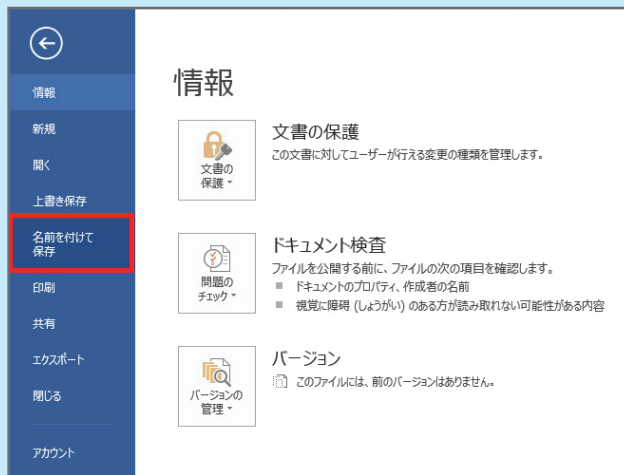 情報
新規
開く
上書き保存
名前を付けて
保存
印刷
共有
エクスポート
閉じる
アカウント
情報
文書の
保護
文書の保護
この文書に対してユーザーが行える変更の種類を管理します。
問題の
チェック
ドキュメント検査
ファイルを公開する前に、ファイルの次の項目を確認します。
ドキュメントのプロパティ、作成者の名前
視覚に障碍 (しょうがい) のある方が読み取れない可能性がある内容
バージョンの
管理
バージョン
このファイルには、前のバージョンはありません。